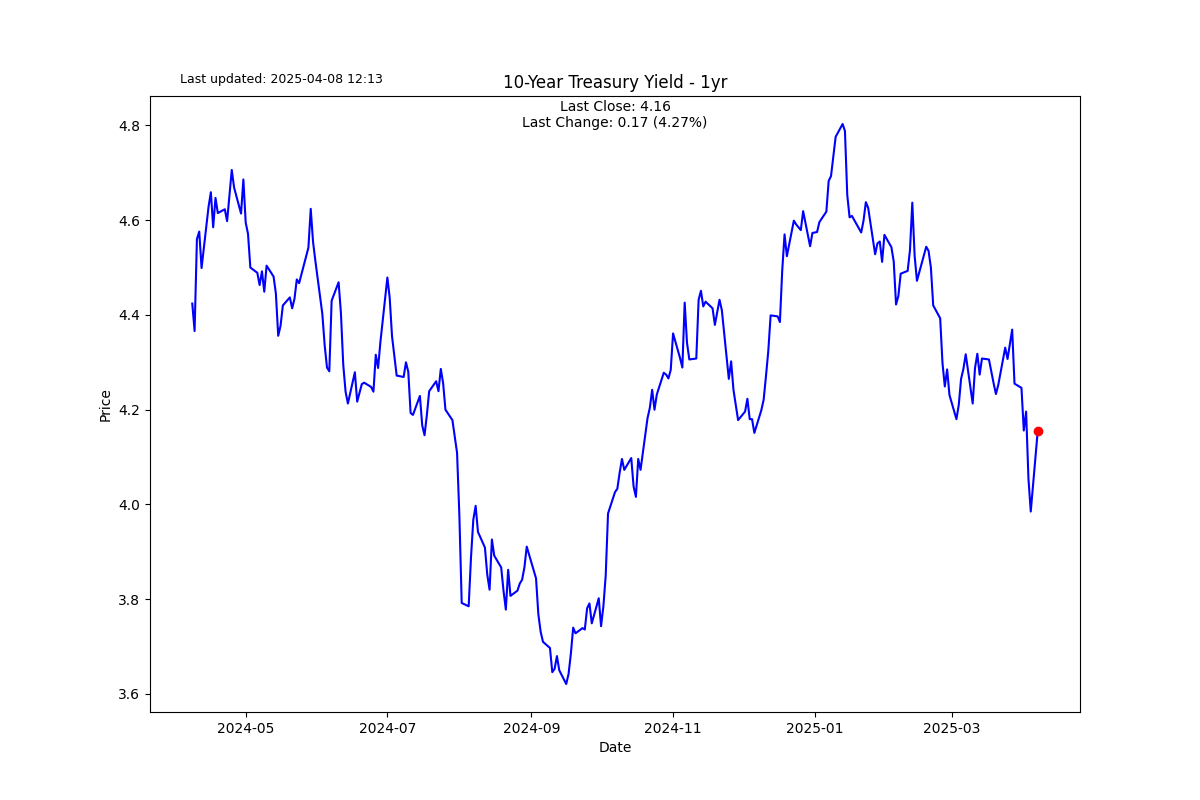 Last updated: 2025-04-08 12:13
10-Year Treasury Yield - 1yr
Last Close: 4.16
Last Change: 0.17 (4.27%)
4.8
4.6
4.4
4.2
4.0
3.8
3.6
Price
2024-05
2024-07
2024-09
2024-11
2025-01
2025-03
Date